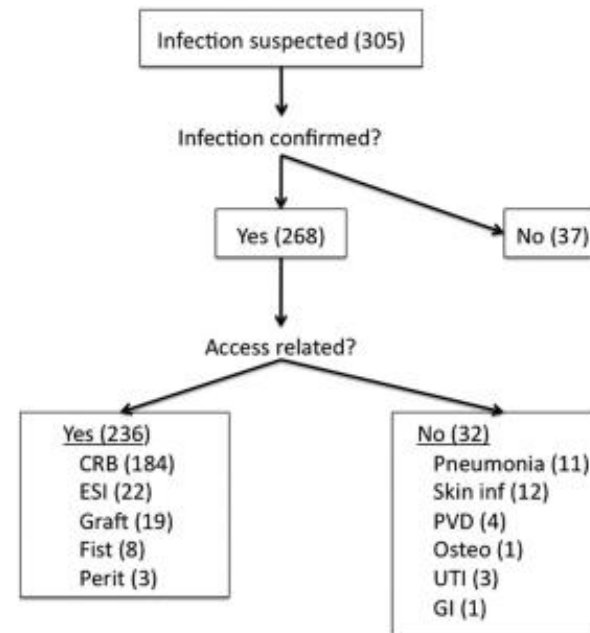 Infection suspected (305)
Infection confirmed?
Yes (268)
No (37)
Access related?
Yes (236)
CRB (184)
ESI (22)
Graft (19)
Fist (8)
Perit (3)
No (32)
Pneumonia (11)
Skin inf (12)
PVD (4)
Osteo (1)
UTI (3)
GI (1)